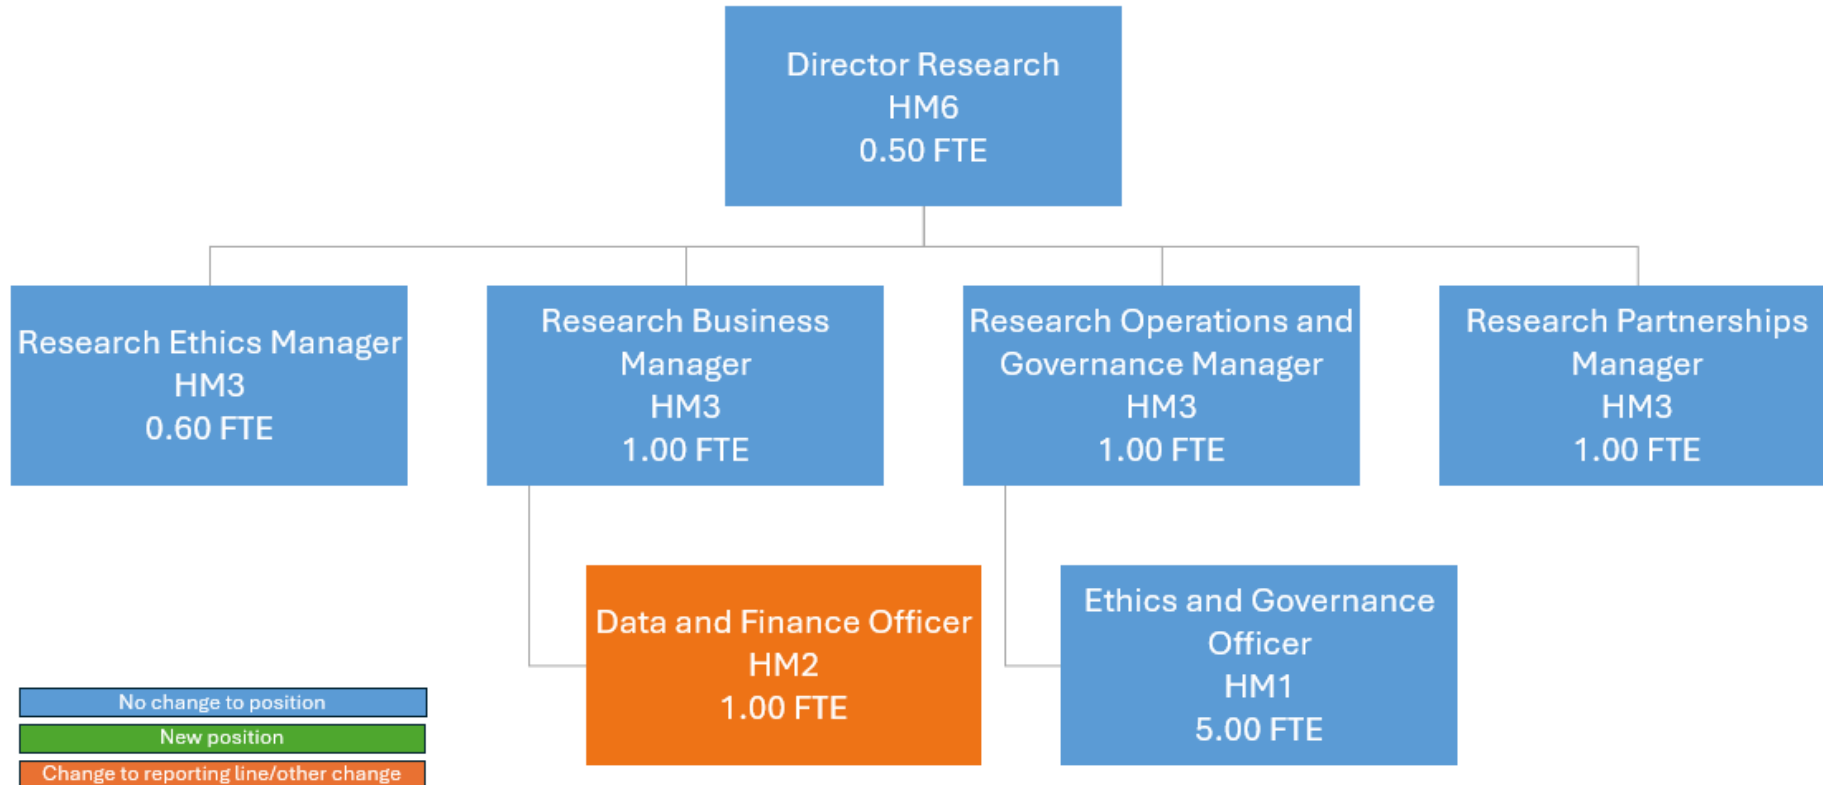 Director Research
HM6
0.50 FTE
Research Ethics Manager
HM3
0.60 FTE
Research Business
Manager
HM3
1.00 FTE
Research Operations and
Governance Manager
HM3
1.00 FTE
Research Partnerships
Manager
HM3
1.00 FTE
Data and Finance Officer
HM2
1.00 FTE
Ethics and Governance
Officer
HM1
5.00 FTE
No change to position
New position
Change to reporting line/other change